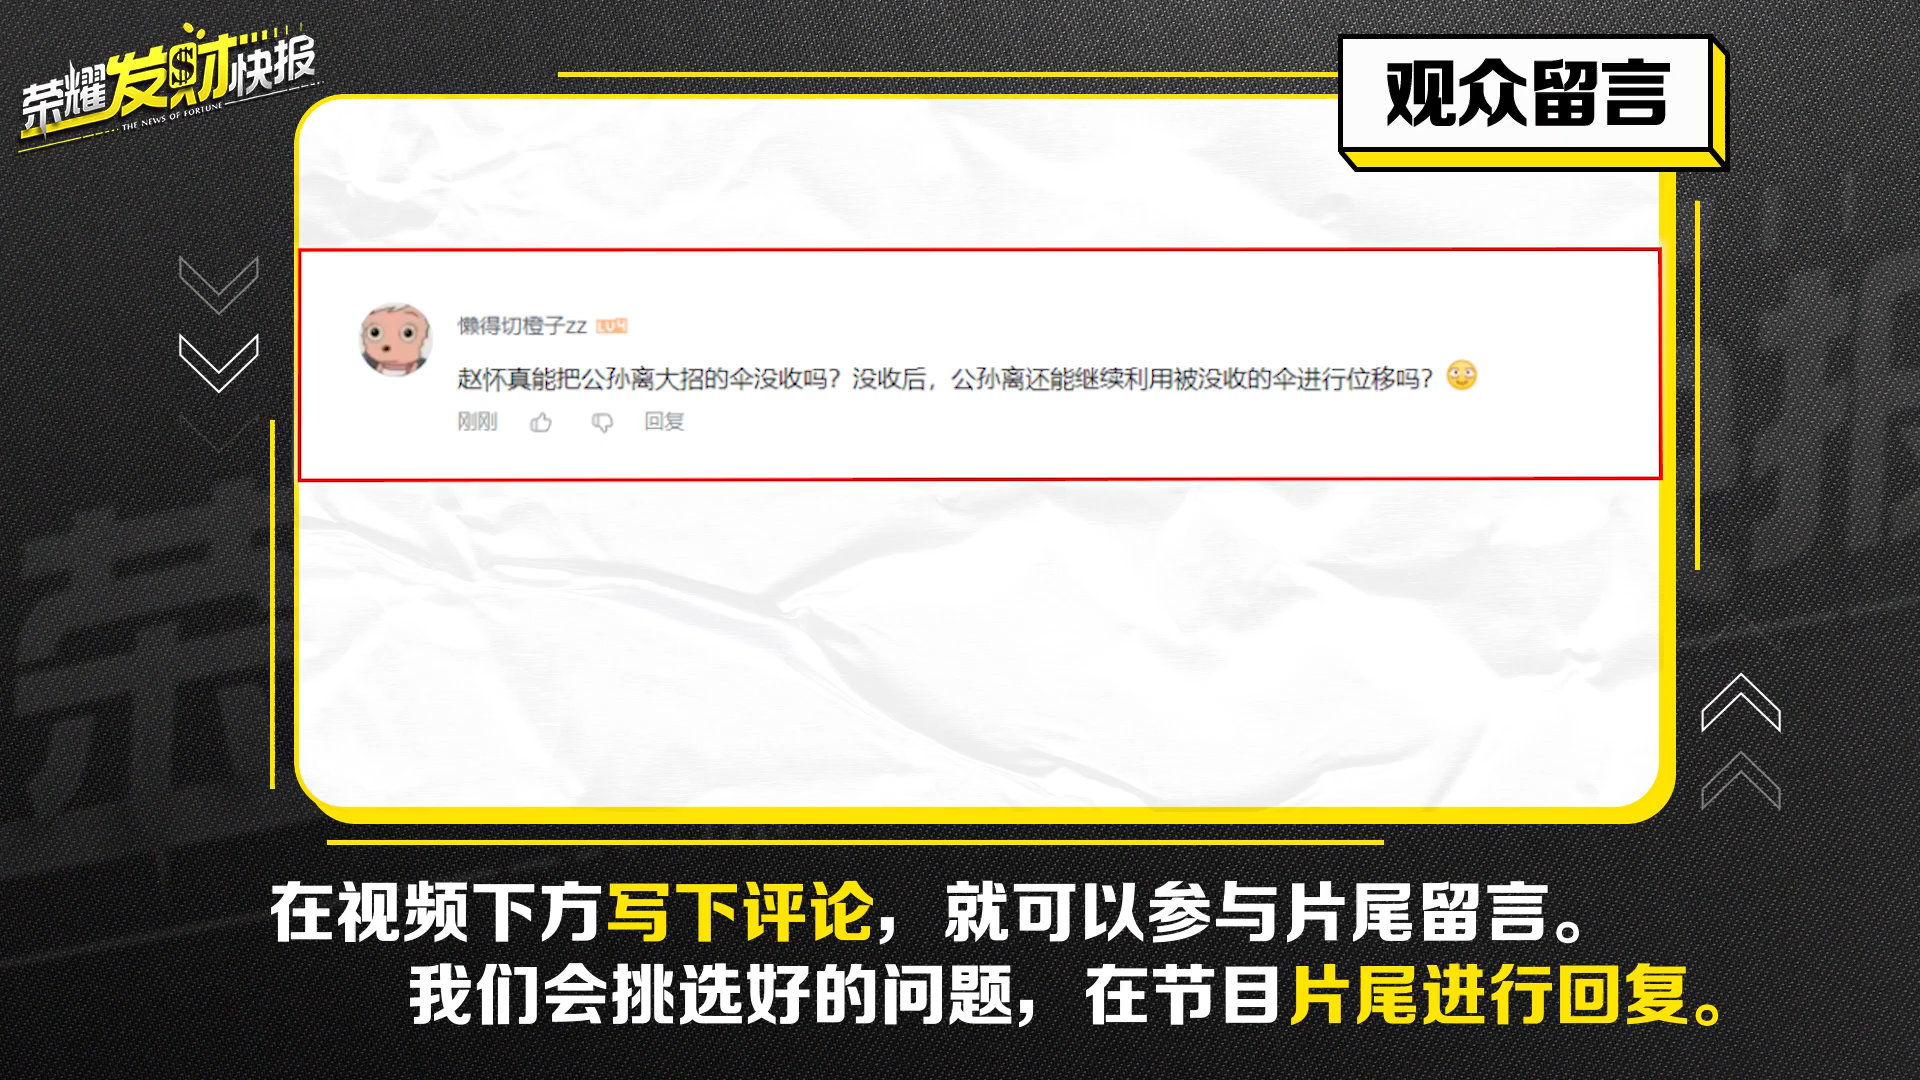 荣耀发财快报
THE NEWS OF FORTUNE
观众留言
懒得切橙子zz LV4
赵怀真能把公孙离大招的伞没收吗？没收后，公孙离还能继续利用被没收的伞进行位移吗？
刚刚 回复
在视频下方写下评论，就可以参与片尾留言。
我们会挑选好的问题，在节目片尾进行回复。